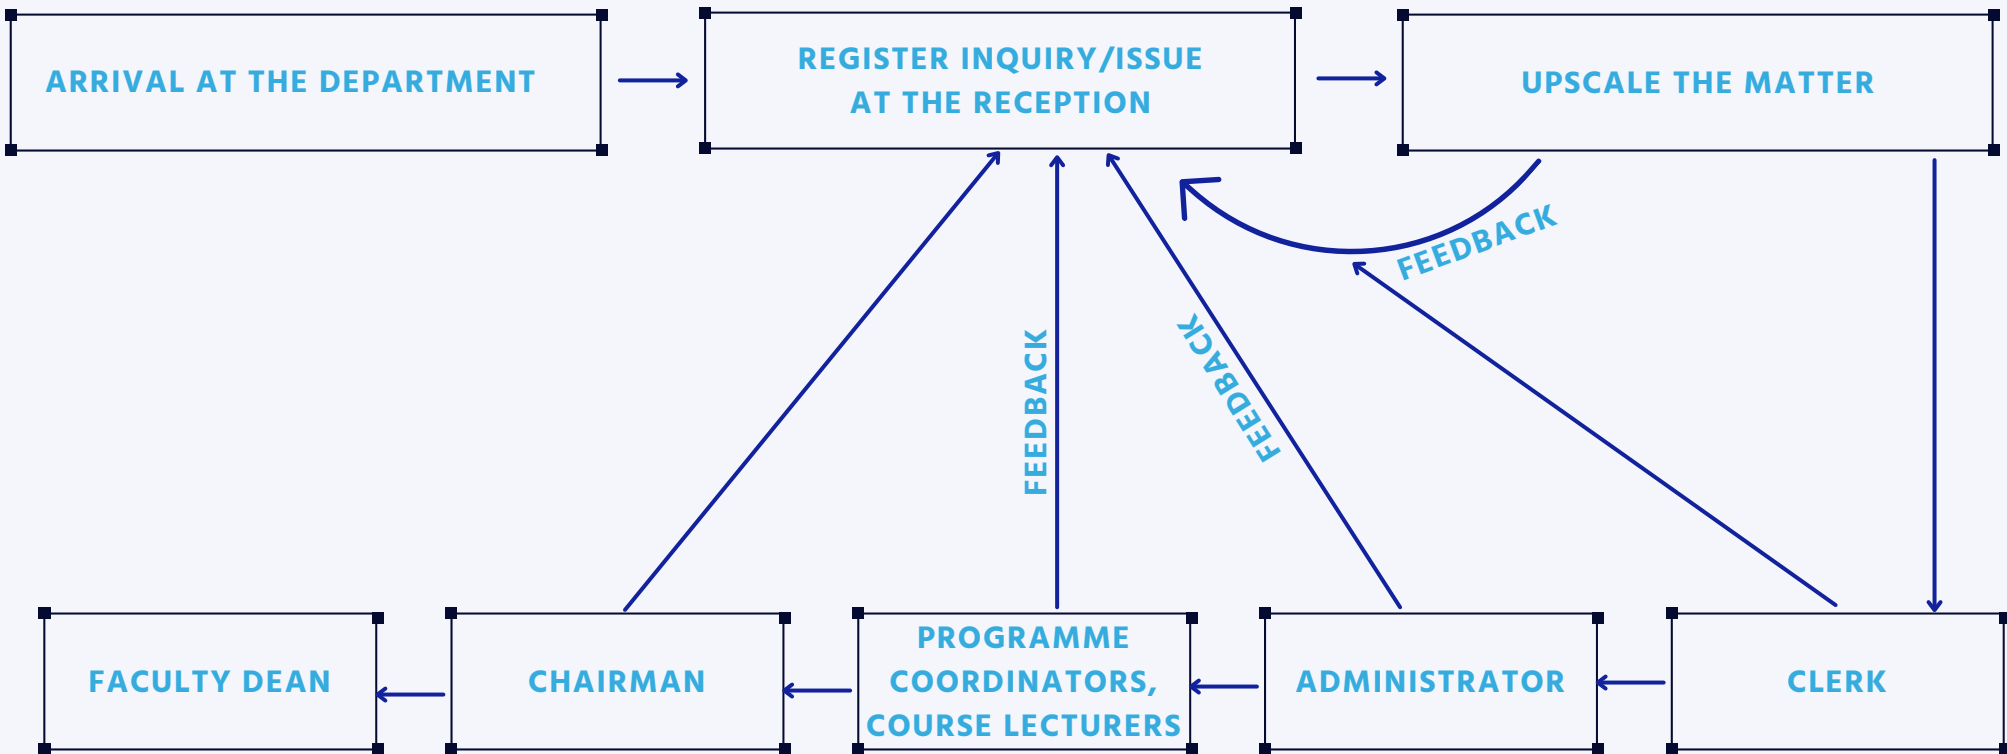 ARRIVAL AT THE DEPARTMENT
REGISTER INQUIRY/ISSUE
AT THE RECEPTION
UPSCALE THE MATTER
FEEDBACK
FEEDBACK
FEEDBACK
FACULTY DEAN
CHAIRMAN
PROGRAMME
COORDINATORS,
COURSE LECTURERS
ADMINISTRATOR
CLERK